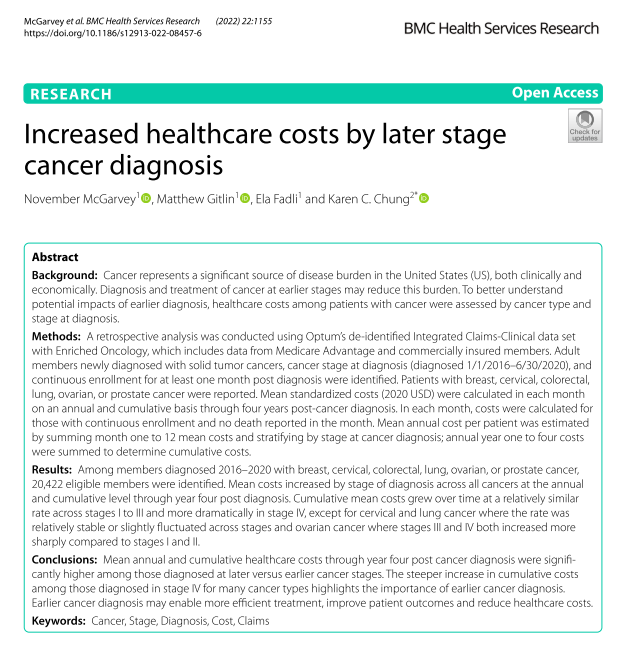 McGarvey et al. BMC Health Services Research (2022) 22:1155
https://doi.org/10.1186/s12913-022-08457-6
BMC Health Services Research
RESEARCH
Open Access
Check for
updates
Increased healthcare costs by later stage
cancer diagnosis
November McGarvey1, Matthew Gitlin1, Ela Fadli1 and Karen C. Chung2*
Abstract
Background: Cancer represents a significant source of disease burden in the United States (US), both clinically and
economically. Diagnosis and treatment of cancer at earlier stages may reduce this burden. To better understand
potential impacts of earlier diagnosis, healthcare costs among patients with cancer were assessed by cancer type and
stage at diagnosis.
Methods: A retrospective analysis was conducted using Optum's de-identified Integrated Claims-Clinical data set
with Enriched Oncology, which includes data from Medicare Advantage and commercially insured members. Adult
members newly diagnosed with solid tumor cancers, cancer stage at diagnosis (diagnosed 1/1/2016–6/30/2020), and
continuous enrollment for at least one month post diagnosis were identified. Patients with breast, cervical, colorectal,
lung, ovarian, or prostate cancer were reported. Mean standardized costs (2020 USD) were calculated in each month
on an annual and cumulative basis through four years post-cancer diagnosis. In each month, costs were calculated for
those with continuous enrollment and no death reported in the month. Mean annual cost per patient was estimated
by summing month one to 12 mean costs and stratifying by stage at cancer diagnosis; annual year one to four costs
were summed to determine cumulative costs.
Results: Among members diagnosed 2016–2020 with breast, cervical, colorectal, lung, ovarian, or prostate cancer,
20,422 eligible members were identified. Mean costs increased by stage of diagnosis across all cancers at the annual
and cumulative level through year four post diagnosis. Cumulative mean costs grew over time at a relatively similar
rate across stages I to III and more dramatically in stage IV, except for cervical and lung cancer where the rate was
relatively stable or slightly fluctuated across stages and ovarian cancer where stages III and IV both increased more
sharply compared to stages I and II.
Conclusions: Mean annual and cumulative healthcare costs through year four post cancer diagnosis were signifi-
cantly higher among those diagnosed at later versus earlier cancer stages. The steeper increase in cumulative costs
among those diagnosed in stage IV for many cancer types highlights the importance of earlier cancer diagnosis.
Earlier cancer diagnosis may enable more efficient treatment, improve patient outcomes and reduce healthcare costs.
Keywords: Cancer, Stage, Diagnosis, Cost, Claims